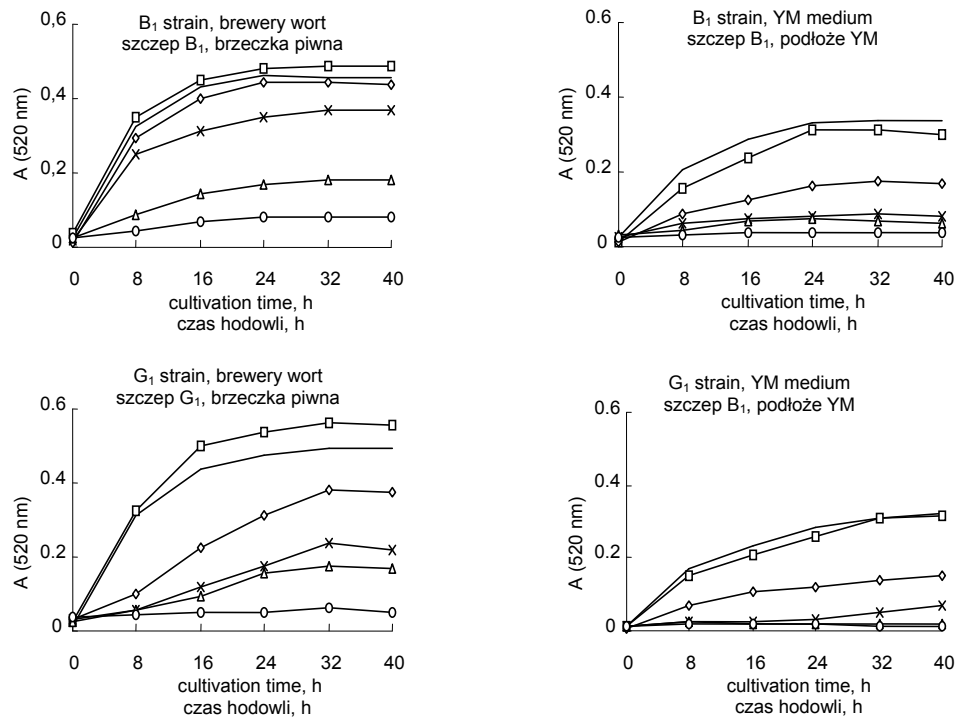 B₁ strain, brewery wort
szczep B₁, brzeczka piwna
0,6
0.4
0.2
0
A (520 nm)
0 8 16 24 32 40
cultivation time, h
czas hodowli, h
B₁ strain, YM medium
szczep B₁, podłoże YM
0.6
0.4
0.2
0
A (520 nm)
0 8 16 24 32 40
cultivation time, h
czas hodowli, h
G₁ strain, brewery wort
szczep G₁, brzeczka piwna
0.6
0.4
0.2
0
A (520 nm)
0 8 16 24 32 40
cultivation time, h
czas hodowli, h
G₁ strain, YM medium
szczep B₁, podłoże YM
0.6
0.4
0.2
0
A (520 nm)
0 8 16 24 32 40
cultivation time, h
czas hodowli, h